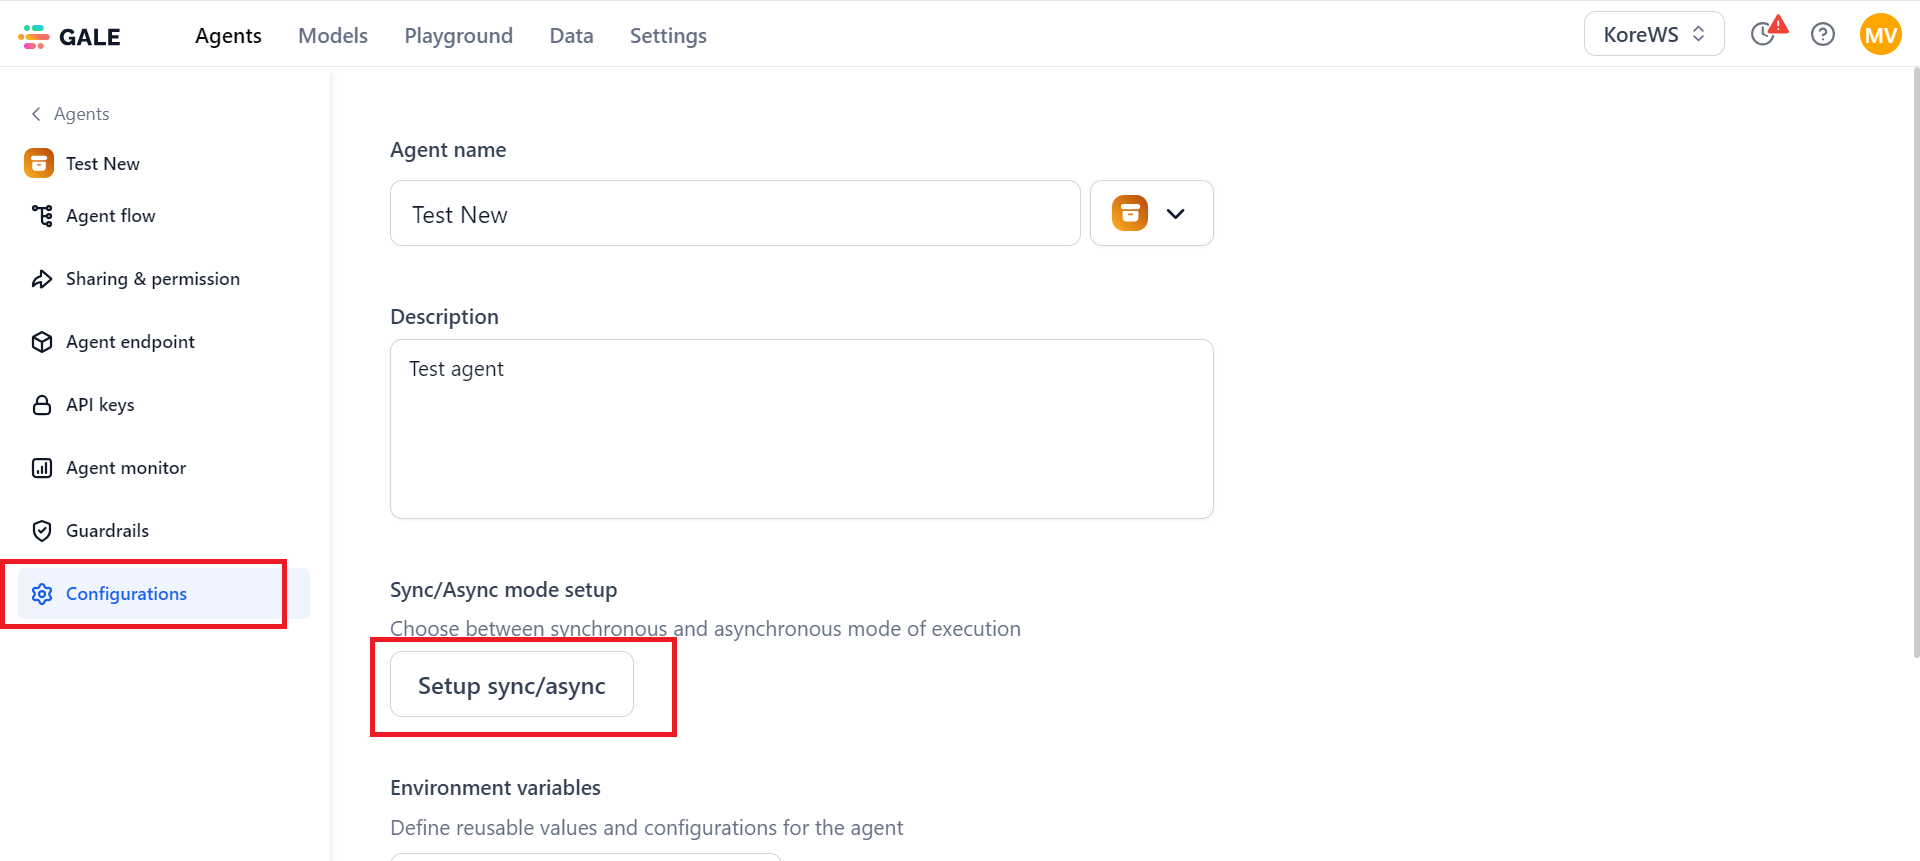 GALE
Agents Models Playground Data Settings
KoreWS
MV
Agents
Test New
Agent flow
Sharing & permission
Agent endpoint
API keys
Agent monitor
Guardrails
Configurations
Agent name
Test New
Description
Test agent
Sync/Async mode setup
Choose between synchronous and asynchronous mode of execution
Setup sync/async
Environment variables
Define reusable values and configurations for the agent